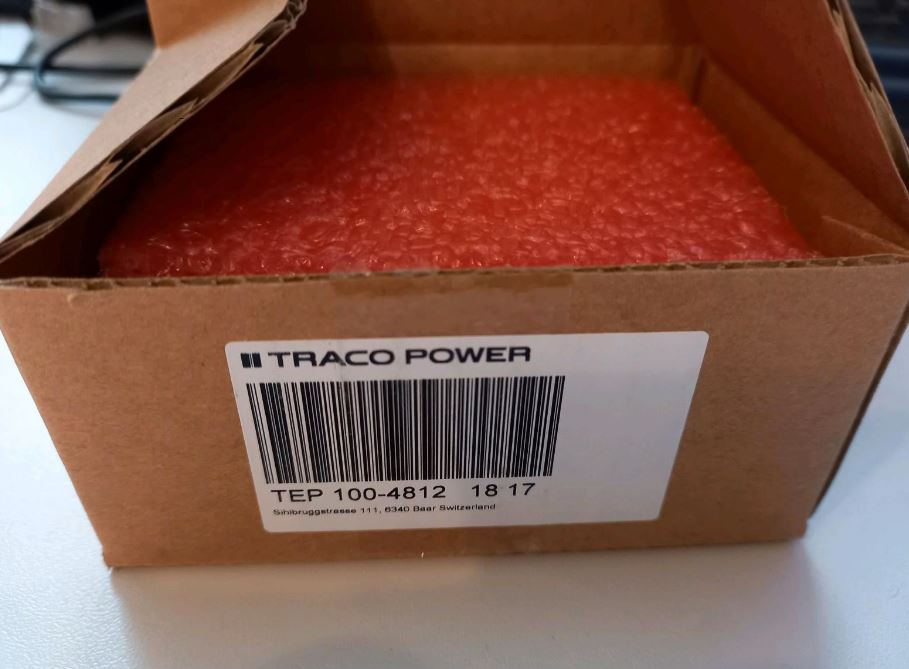 TRACO POWER
TEP 100-4812 18 17
Sihlbruggstrasse 111, 6340 Baar Switzerland